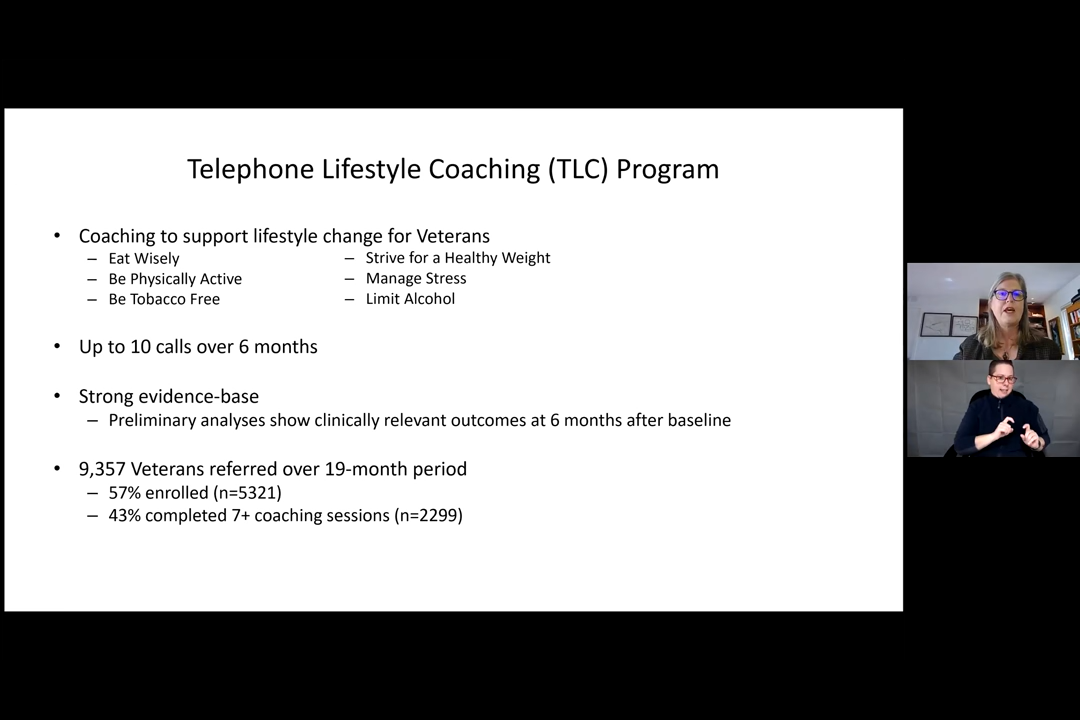 Telephone Lifestyle Coaching (TLC) Program
• Coaching to support lifestyle change for Veterans
– Eat Wisely
– Be Physically Active
– Be Tobacco Free
– Strive for a Healthy Weight
– Manage Stress
– Limit Alcohol
• Up to 10 calls over 6 months
• Strong evidence-base
– Preliminary analyses show clinically relevant outcomes at 6 months after baseline
• 9,357 Veterans referred over 19-month period
– 57% enrolled (n=5321)
– 43% completed 7+ coaching sessions (n=2299)